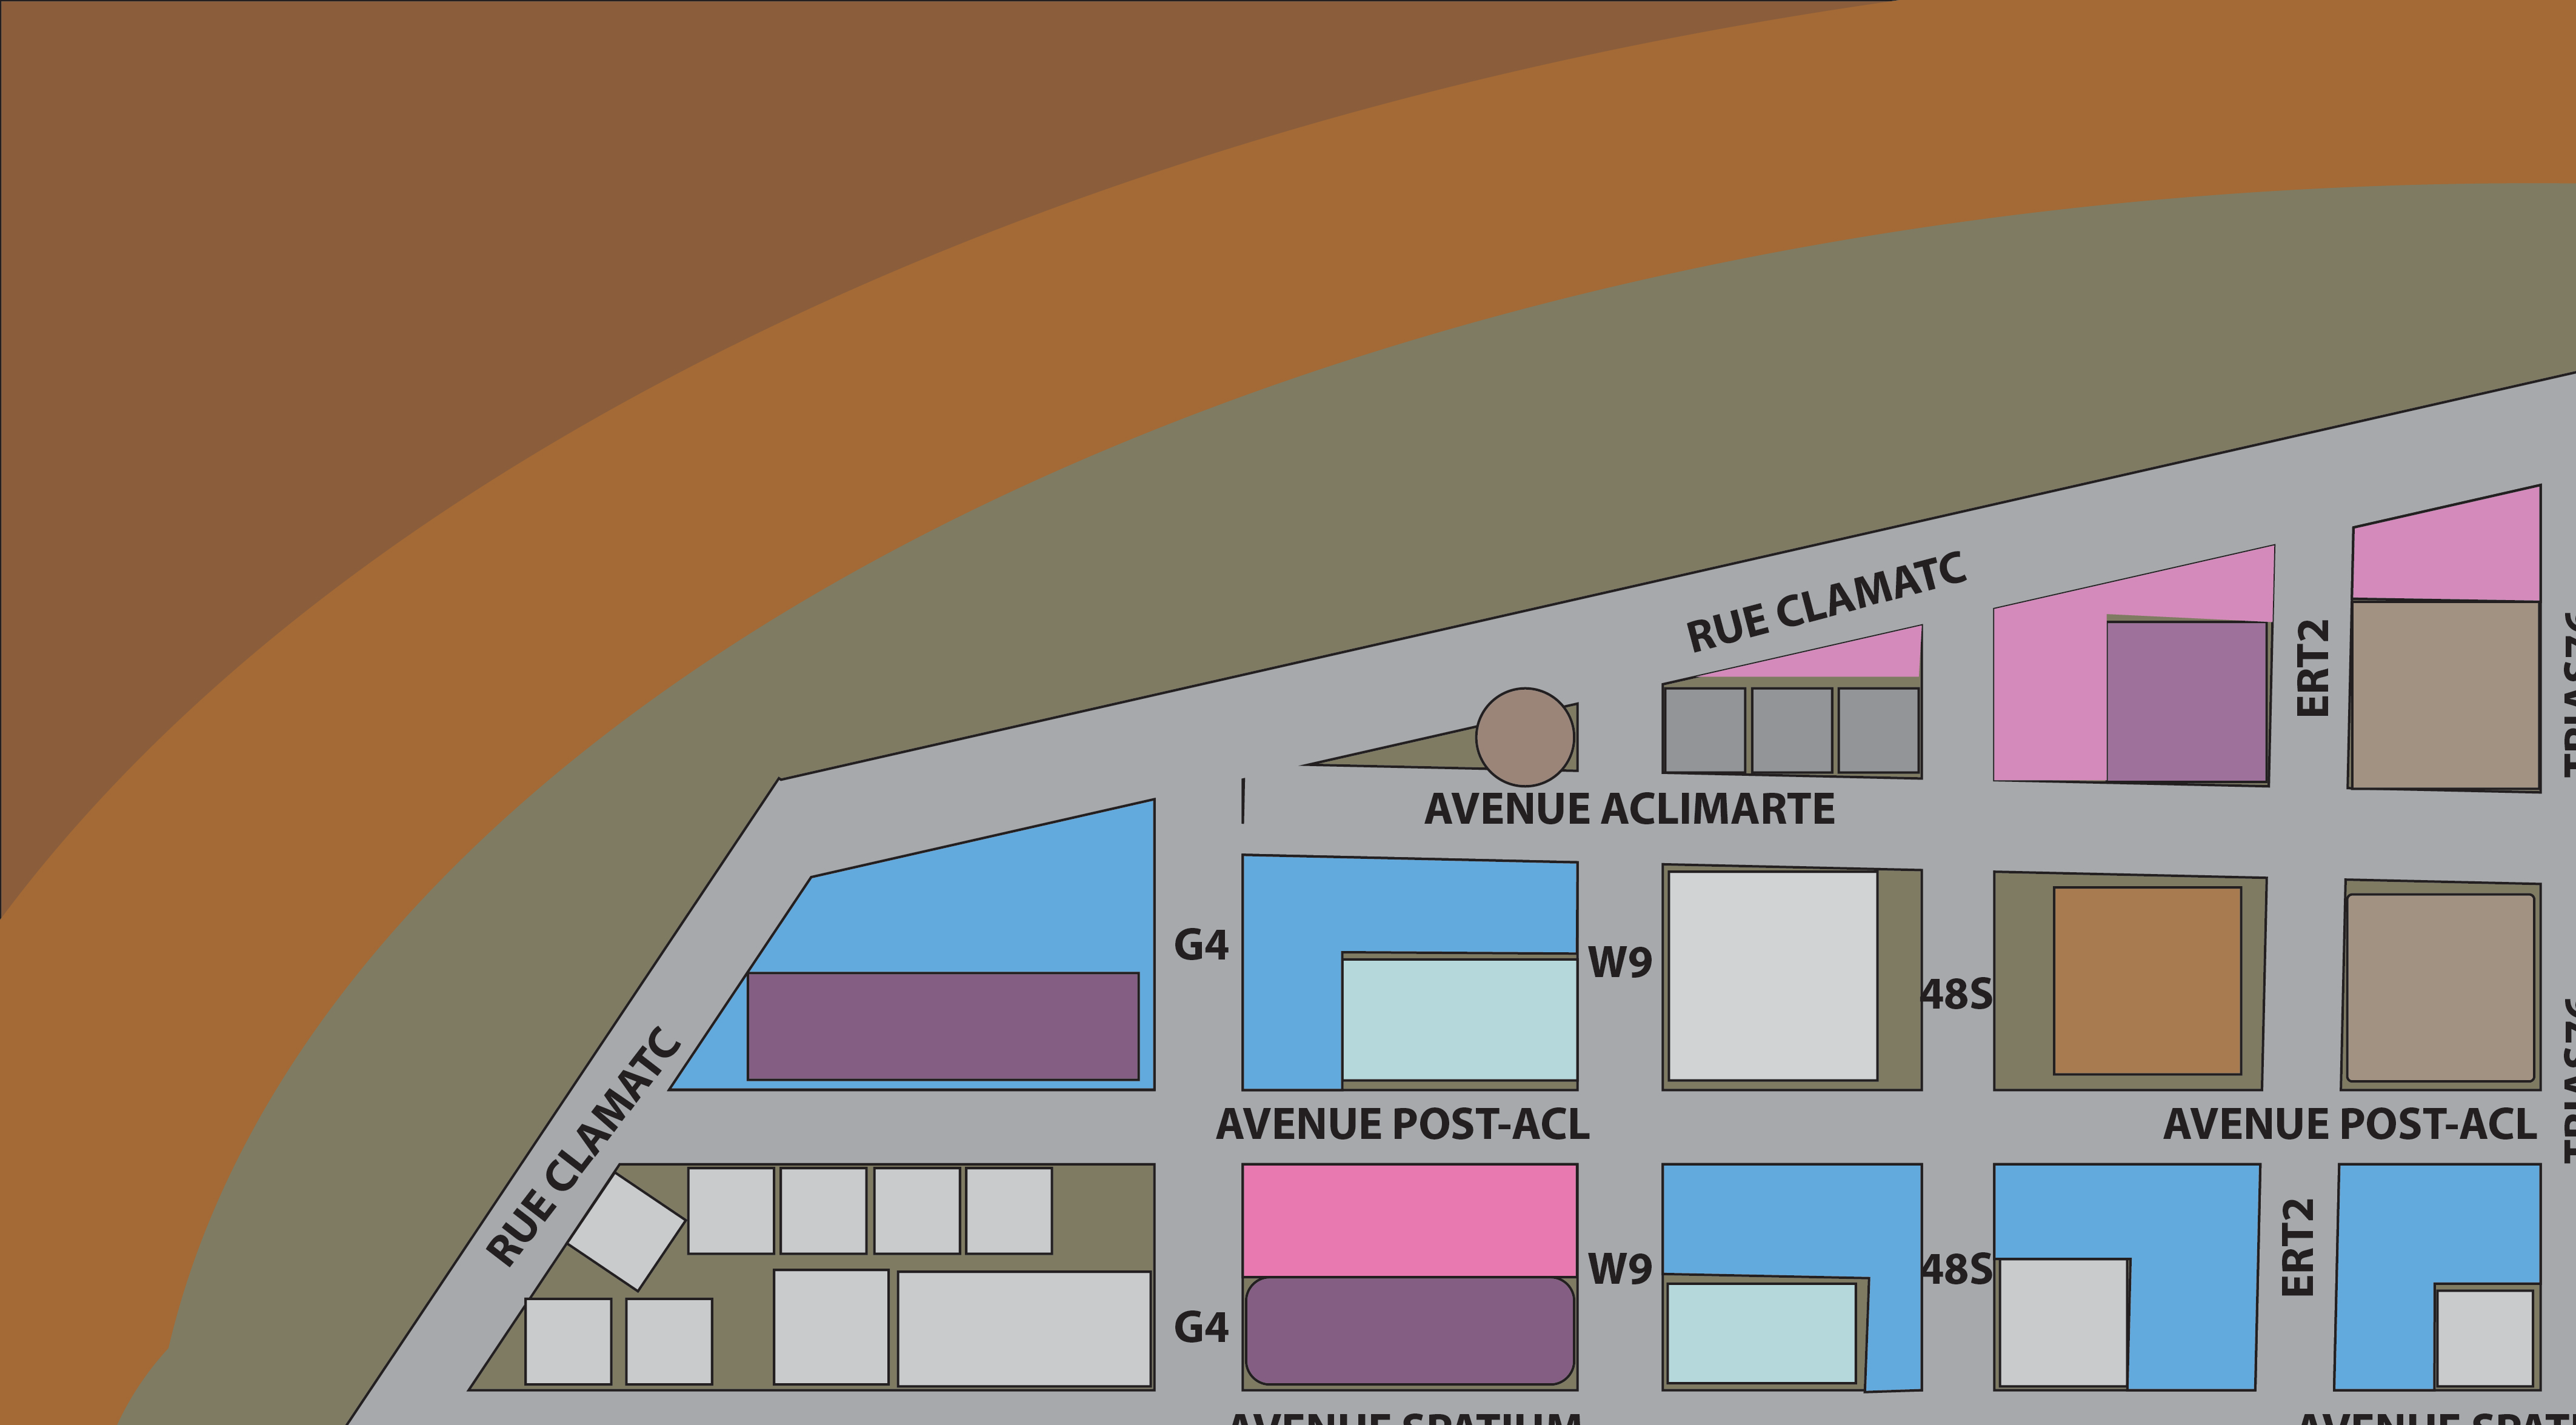 RUE CLAMATC
ERT2
AVENUE ACLIMARTE
G4
W9
48S
RUE CLAMATC
AVENUE POST-ACL
AVENUE POST-ACL
W9
48S
ERT2
G4